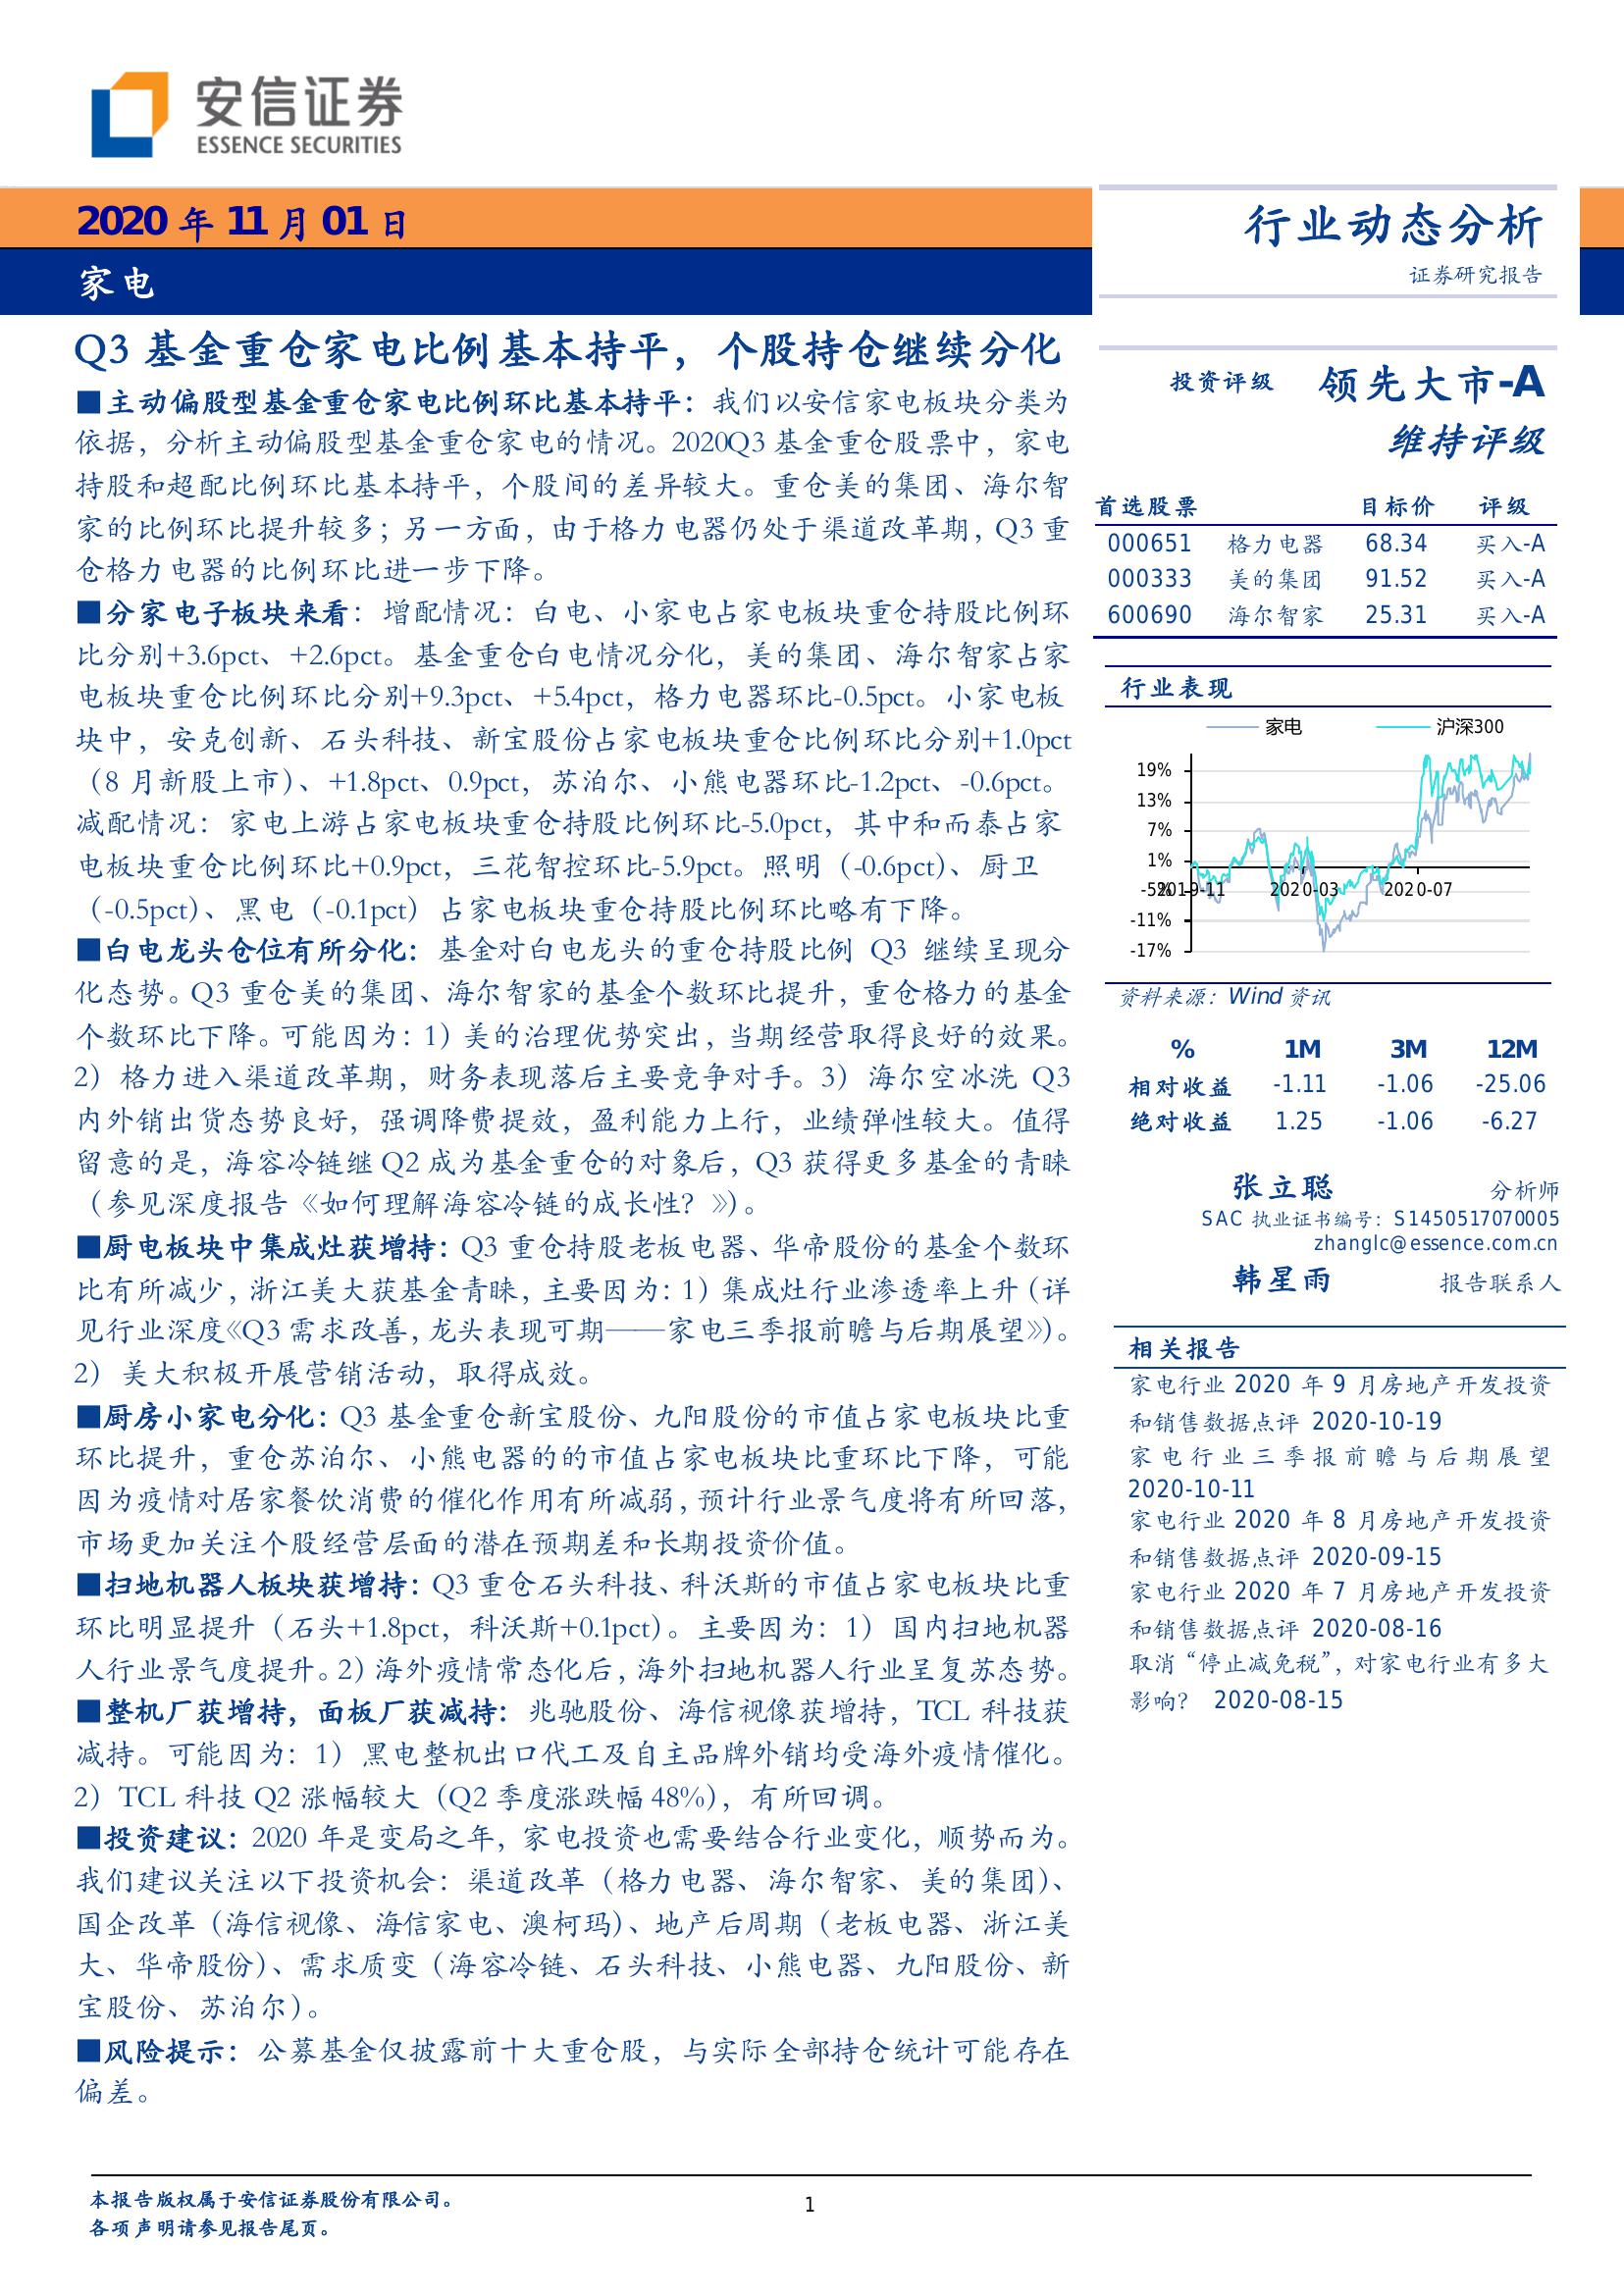 安信证券
ESSENCE SECURITIES
2020 年 11 月 01 日
家电
行业动态分析
证券研究报告
Q3 基金重仓家电比例基本持平，个股持仓继续分化
■主动偏股型基金重仓家电比例环比基本持平：我们以安信家电板块分类为
依据，分析主动偏股型基金重仓家电的情况。2020Q3 基金重仓股票中，家电
持股和超配比例环比基本持平，个股间的差异较大。重仓美的集团、海尔智
家的比例环比提升较多；另一方面，由于格力电器仍处于渠道改革期，Q3 重
仓格力电器的比例环比进一步下降。
■分家电子板块来看：增配情况：白电、小家电占家电板块重仓持股比例环
比分别+3.6pct、+2.6pct。基金重仓白电情况分化，美的集团、海尔智家占家
电板块重仓比例环比分别+9.3pct、+5.4pct，格力电器环比-0.5pct。小家电板
块中，安克创新、石头科技、新宝股份占家电板块重仓比例环比分别+1.0pct
（8 月新股上市）、+1.8pct、0.9pct，苏泊尔、小熊电器环比-1.2pct、-0.6pct。
减配情况：家电上游占家电板块重仓持股比例环比-5.0pct，其中和而泰占家
电板块重仓比例环比+0.9pct，三花智控环比-5.9pct。照明（-0.6pct）、厨卫
（-0.5pct）、黑电（-0.1pct）占家电板块重仓持股比例环比略有下降。
■白电龙头仓位有所分化：基金对白电龙头的重仓持股比例 Q3 继续呈现分
化态势。Q3 重仓美的集团、海尔智家的基金个数环比提升，重仓格力的基金
个数环比下降。可能因为：1）美的治理优势突出，当期经营取得良好的效果。
2）格力进入渠道改革期，财务表现落后主要竞争对手。3）海尔空冰洗 Q3
内外销出货态势良好，强调降费提效，盈利能力上行，业绩弹性较大。值得
留意的是，海容冷链继 Q2 成为基金重仓的对象后，Q3 获得更多基金的青睐
（参见深度报告《如何理解海容冷链的成长性？》）。
■厨电板块中集成灶获增持：Q3 重仓持股老板电器、华帝股份的基金个数环
比有所减少，浙江美大获基金青睐，主要因为：1）集成灶行业渗透率上升（详
见行业深度《Q3 需求改善，龙头表现可期——家电三季报前瞻与后期展望》）。
2）美大积极开展营销活动，取得成效。
■厨房小家电分化：Q3 基金重仓新宝股份、九阳股份的市值占家电板块比重
环比提升，重仓苏泊尔、小熊电器的的市值占家电板块比重环比下降，可能
因为疫情对居家餐饮消费的催化作用有所减弱，预计行业景气度将有所回落，
市场更加关注个股经营层面的潜在预期差和长期投资价值。
■扫地机器人板块获增持：Q3 重仓石头科技、科沃斯的市值占家电板块比重
环比明显提升（石头+1.8pct，科沃斯+0.1pct）。主要因为：1）国内扫地机器
人行业景气度提升。2）海外疫情常态化后，海外扫地机器人行业呈复苏态势。
■整机厂获增持，面板厂获减持：兆驰股份、海信视像获增持，TCL 科技获
减持。可能因为：1）黑电整机出口代工及自主品牌外销均受海外疫情催化。
2）TCL 科技 Q2 涨幅较大（Q2 季度涨跌幅 48%），有所回调。
■投资建议：2020 年是变局之年，家电投资也需要结合行业变化，顺势而为。
我们建议关注以下投资机会：渠道改革（格力电器、海尔智家、美的集团）、
国企改革（海信视像、海信家电、澳柯玛）、地产后周期（老板电器、浙江美
大、华帝股份）、需求质变（海容冷链、石头科技、小熊电器、九阳股份、新
宝股份、苏泊尔）。
■风险提示：公募基金仅披露前十大重仓股，与实际全部持仓统计可能存在
偏差。
投资评级 领先大市-A
维持评级
首选股票 目标价 评级
000651 格力电器 68.34 买入-A
000333 美的集团 91.52 买入-A
600690 海尔智家 25.31 买入-A
行业表现
家电 沪深300
19%
13%
7%
1%
-5%
2019-11 2020-03 2020-07
-11%
-17%
资料来源：Wind 资讯
% 1M 3M 12M
相对收益 -1.11 -1.06 -25.06
绝对收益 1.25 -1.06 -6.27
张立聪 分析师
SAC 执业证书编号：S1450517070005
zhanglc@essence.com.cn
韩星雨 报告联系人
相关报告
家电行业 2020 年 9 月房地产开发投资
和销售数据点评 2020-10-19
家电行业三季报前瞻与后期展望
2020-10-11
家电行业 2020 年 8 月房地产开发投资
和销售数据点评 2020-09-15
家电行业 2020 年 7 月房地产开发投资
和销售数据点评 2020-08-16
取消“停止减免税”，对家电行业有多大
影响？ 2020-08-15
本报告版权属于安信证券股份有限公司。
各项声明请参见报告尾页。
1